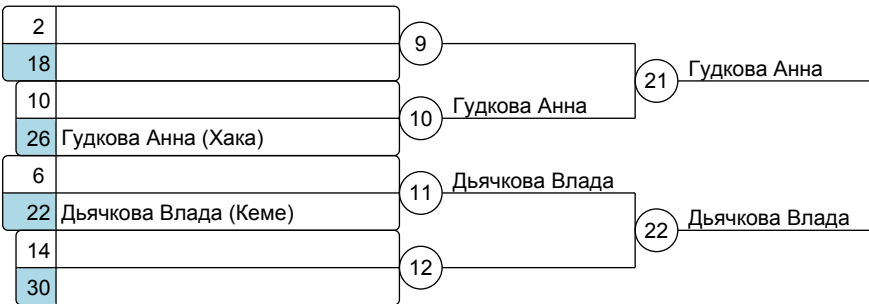 2
9
18
21 Гудкова Анна
10
10 Гудкова Анна
26 Гудкова Анна (Хака)
6
11 Дьячкова Влада
22 Дьячкова Влада (Кеме)
22 Дьячкова Влада
14
12
30